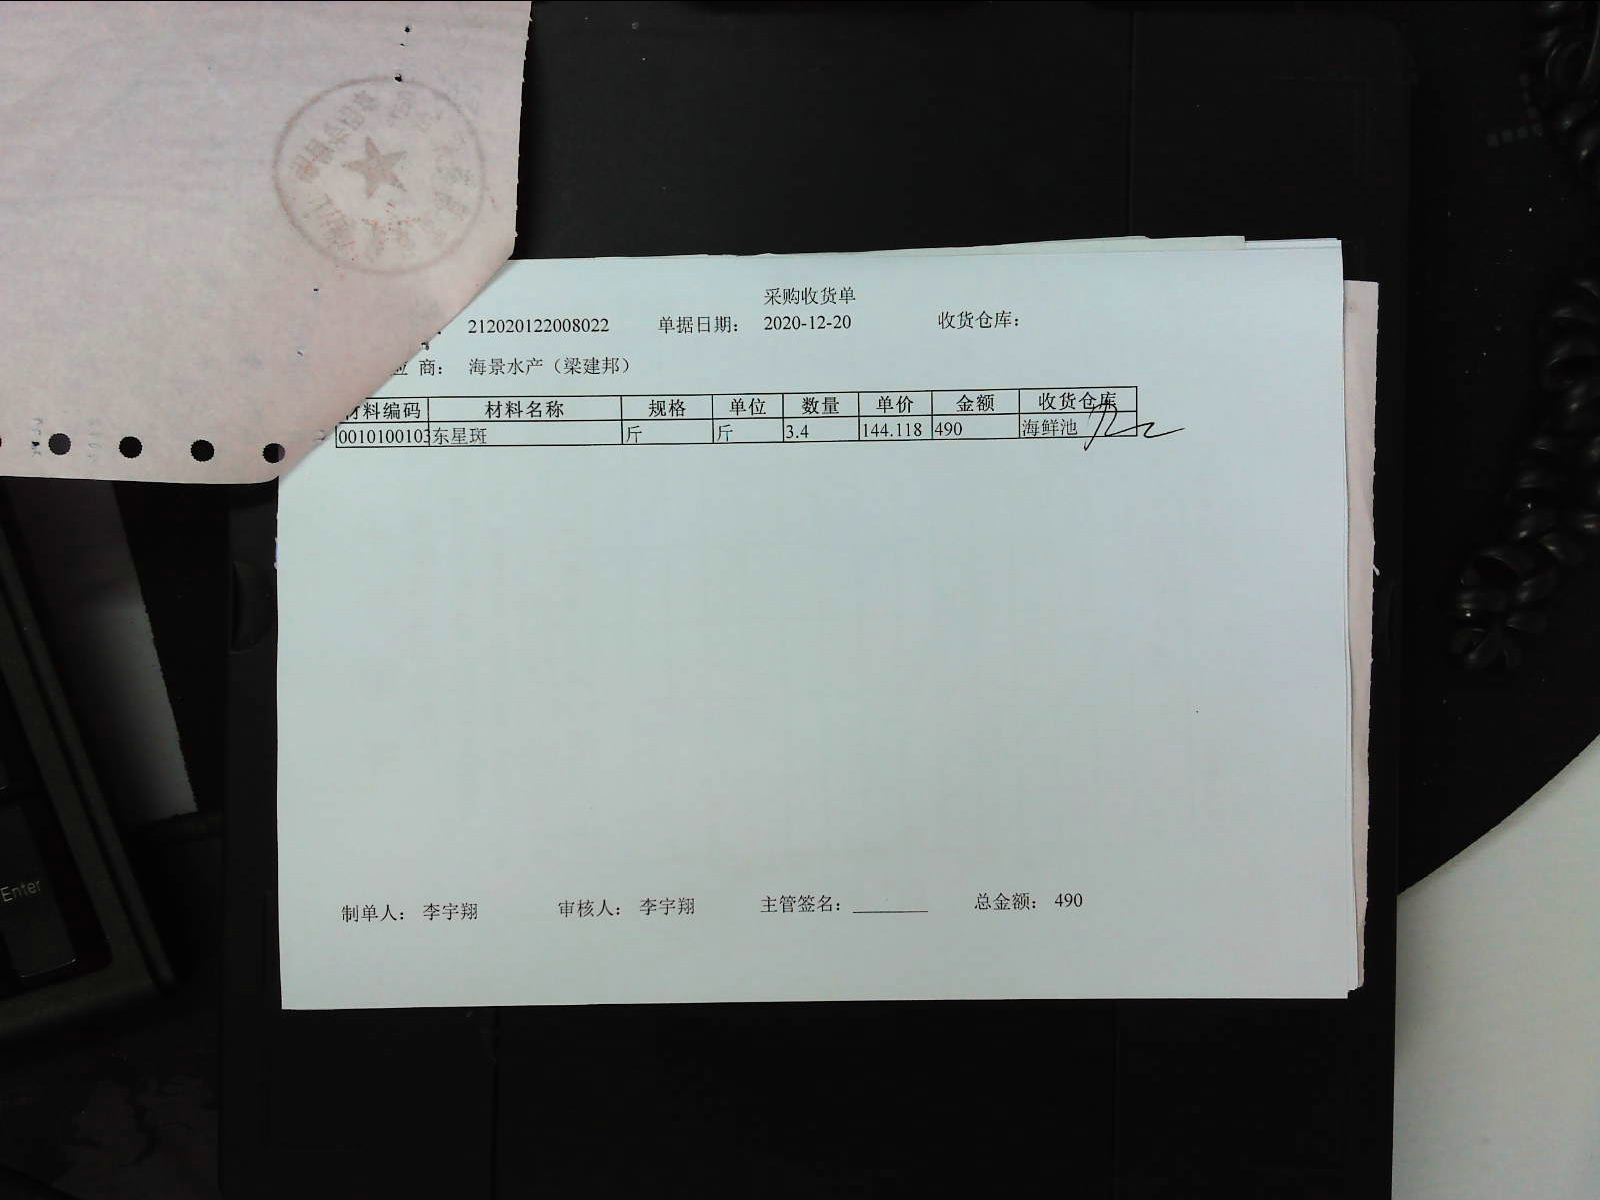 采购收货单
212020122008022 单据日期： 2020-12-20 收货仓库：
应 商： 海景水产（梁建邦）
材料编码 材料名称 规格 单位 数量 单价 金额 收货仓库
0010100103 东星斑 斤 斤 3.4 144.118 490 海鲜池
制单人： 李宇翔 审核人： 李宇翔 主管签名：________ 总金额： 490
Enter